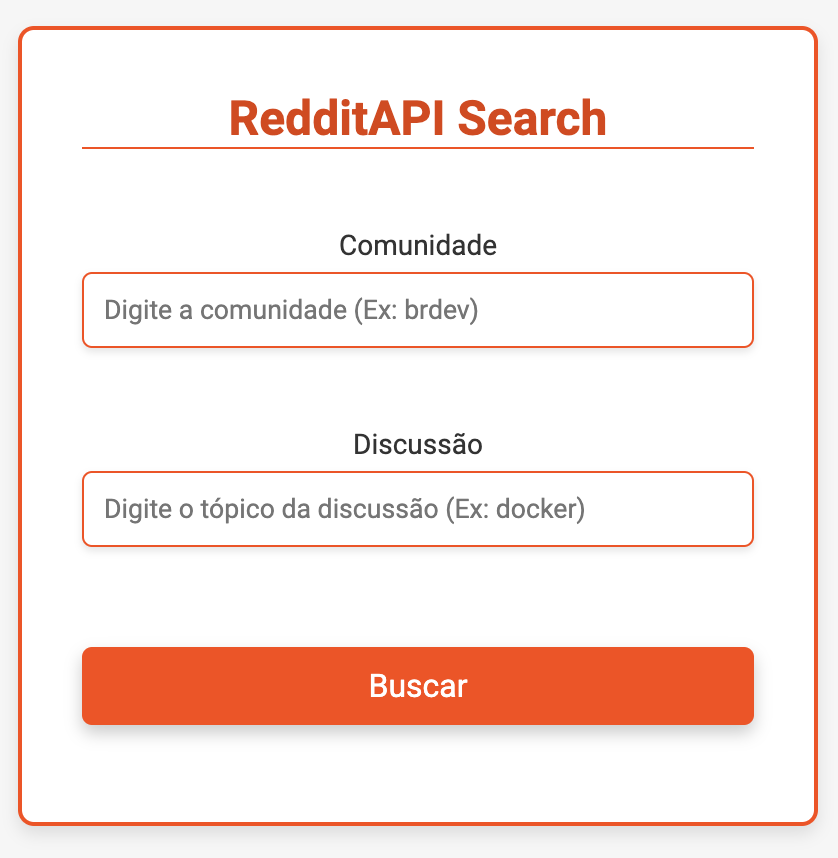 RedditAPI Search
Comunidade
Digite a comunidade (Ex: brdev)
Discussão
Digite o tópico da discussão (Ex: docker)
Buscar